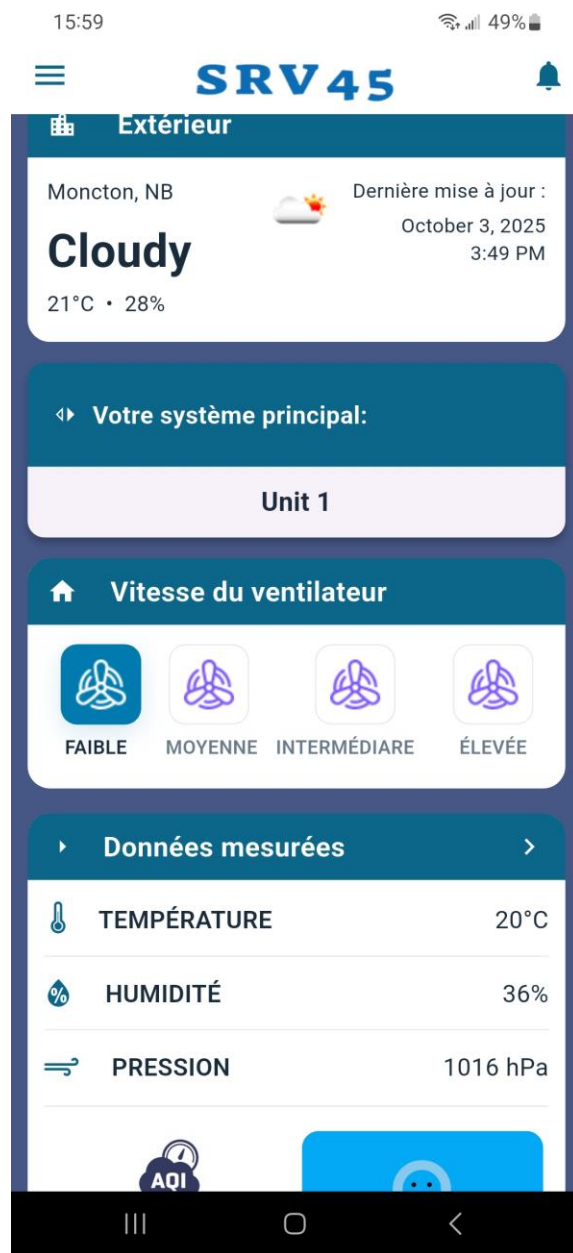 15:59
49%
SRV45
Extérieur
Moncton, NB
Dernière mise à jour :
October 3, 2025
3:49 PM
Cloudy
21°C • 28%
Votre système principal:
Unit 1
Vitesse du ventilateur
FAIBLE MOYENNE INTERMÉDIARE ÉLEVÉE
Données mesurées
TEMPÉRATURE 20°C
% HUMIDITÉ 36%
PRESSION 1016 hPa
AQI